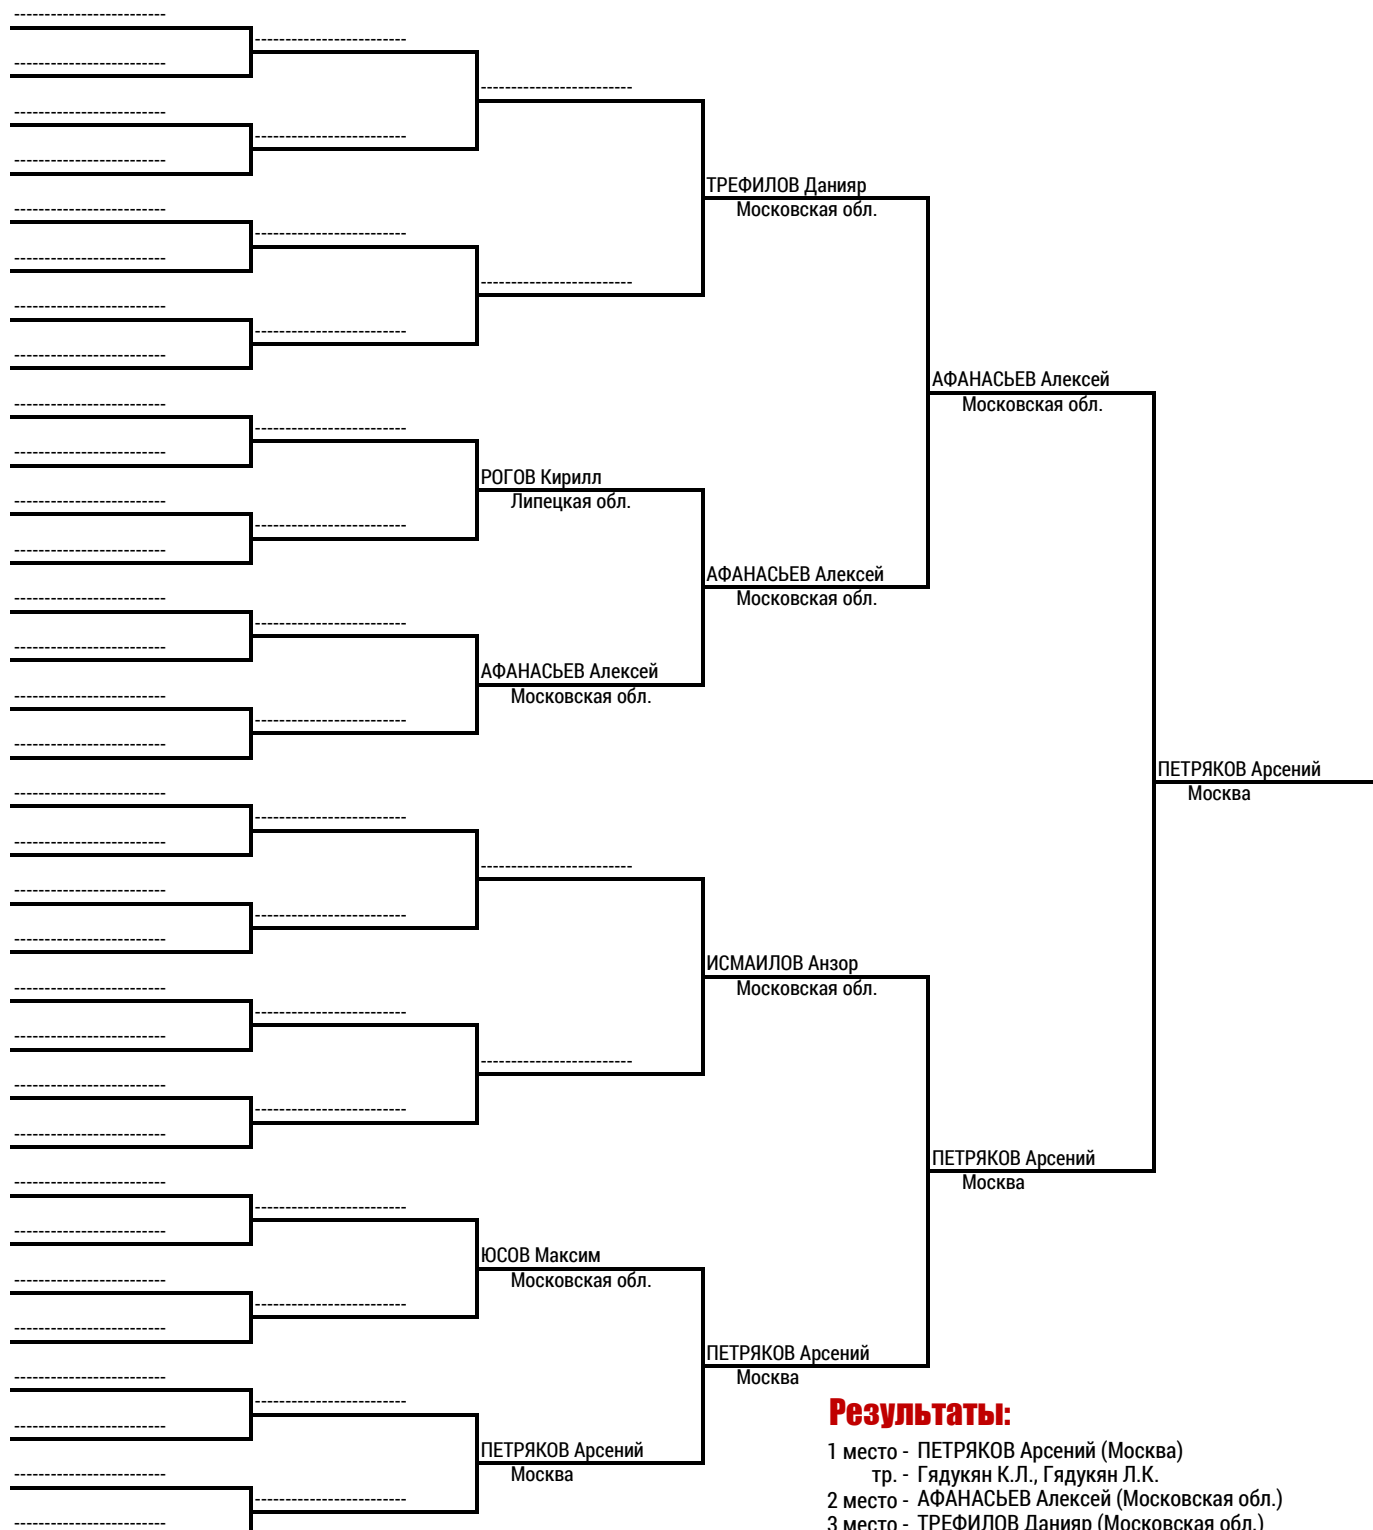 ТРЕФИЛОВ Данияр
Московская обл.
АФАНАСЬЕВ Алексей
Московская обл.
РОГОВ Кирилл
Липецкая обл.
АФАНАСЬЕВ Алексей
Московская обл.
АФАНАСЬЕВ Алексей
Московская обл.
ПЕТРЯКОВ Арсений
Москва
ИСМАИЛОВ Анзор
Московская обл.
ПЕТРЯКОВ Арсений
Москва
ЮСОВ Максим
Московская обл.
ПЕТРЯКОВ Арсений
Москва
ПЕТРЯКОВ Арсений
Москва
Результаты:
1 место - ПЕТРЯКОВ Арсений (Москва)
тр. - Гядукян К.Л., Гядукян Л.К.
2 место - АФАНАСЬЕВ Алексей (Московская обл.)
3 место - ТРЕФИЛОВ Данияр (Московская обл.)